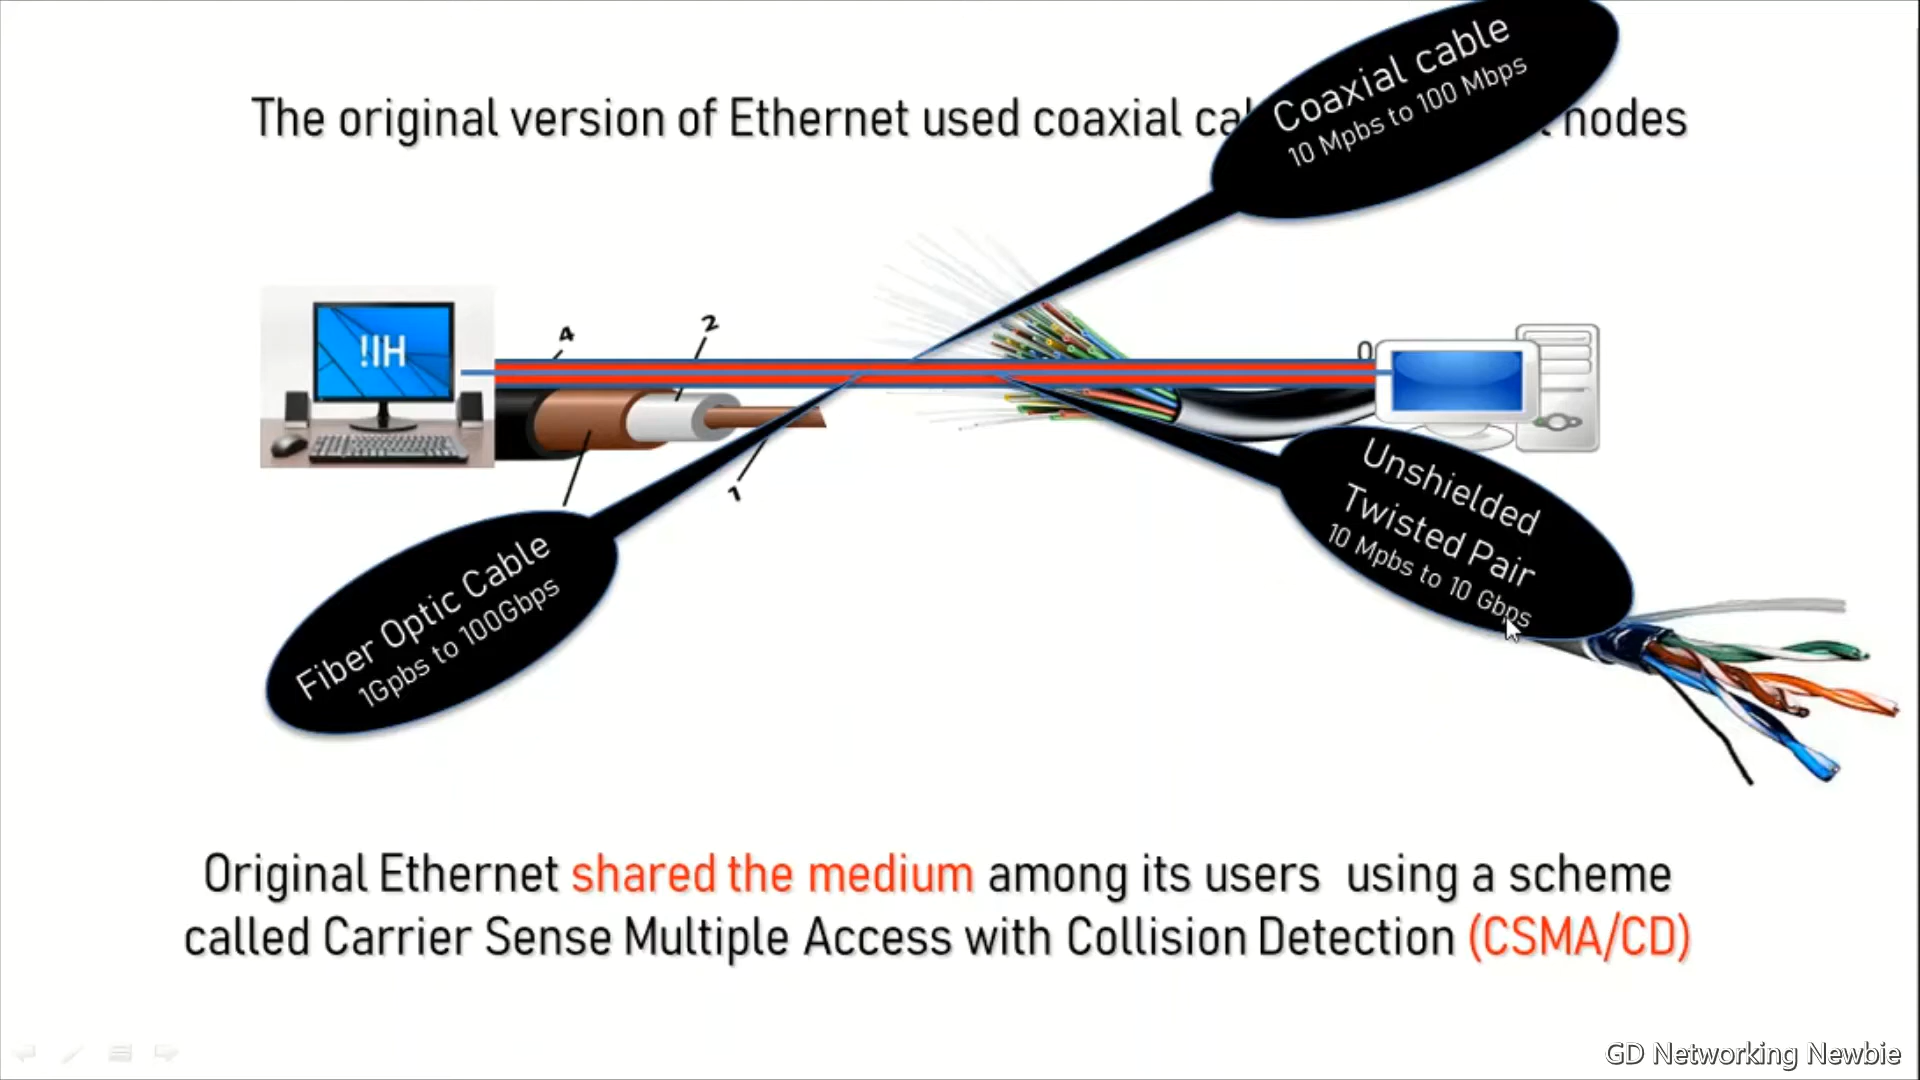 The original version of Ethernet used coaxial nodes
Coaxial cable
10 Mpbs to 100 Mbps
!IH
4
2
1
0
Fiber Optic Cable
1Gpbs to 100Gbps
Unshielded
Twisted Pair
10 Mpbs to 10 Gbps
Original Ethernet shared the medium among its users using a scheme
called Carrier Sense Multiple Access with Collision Detection (CSMA/CD)
GD Networking Newbie